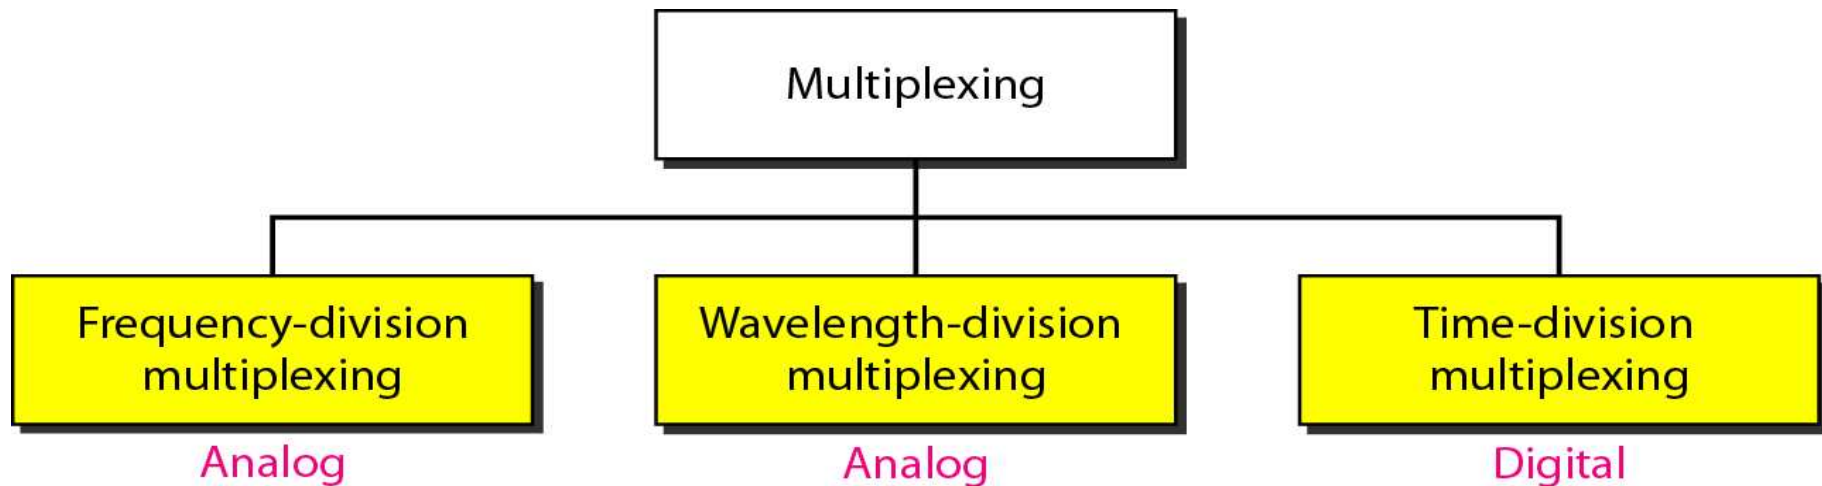 Multiplexing
Frequency-division
multiplexing
Wavelength-division
multiplexing
Time-division
multiplexing
Analog
Analog
Digital